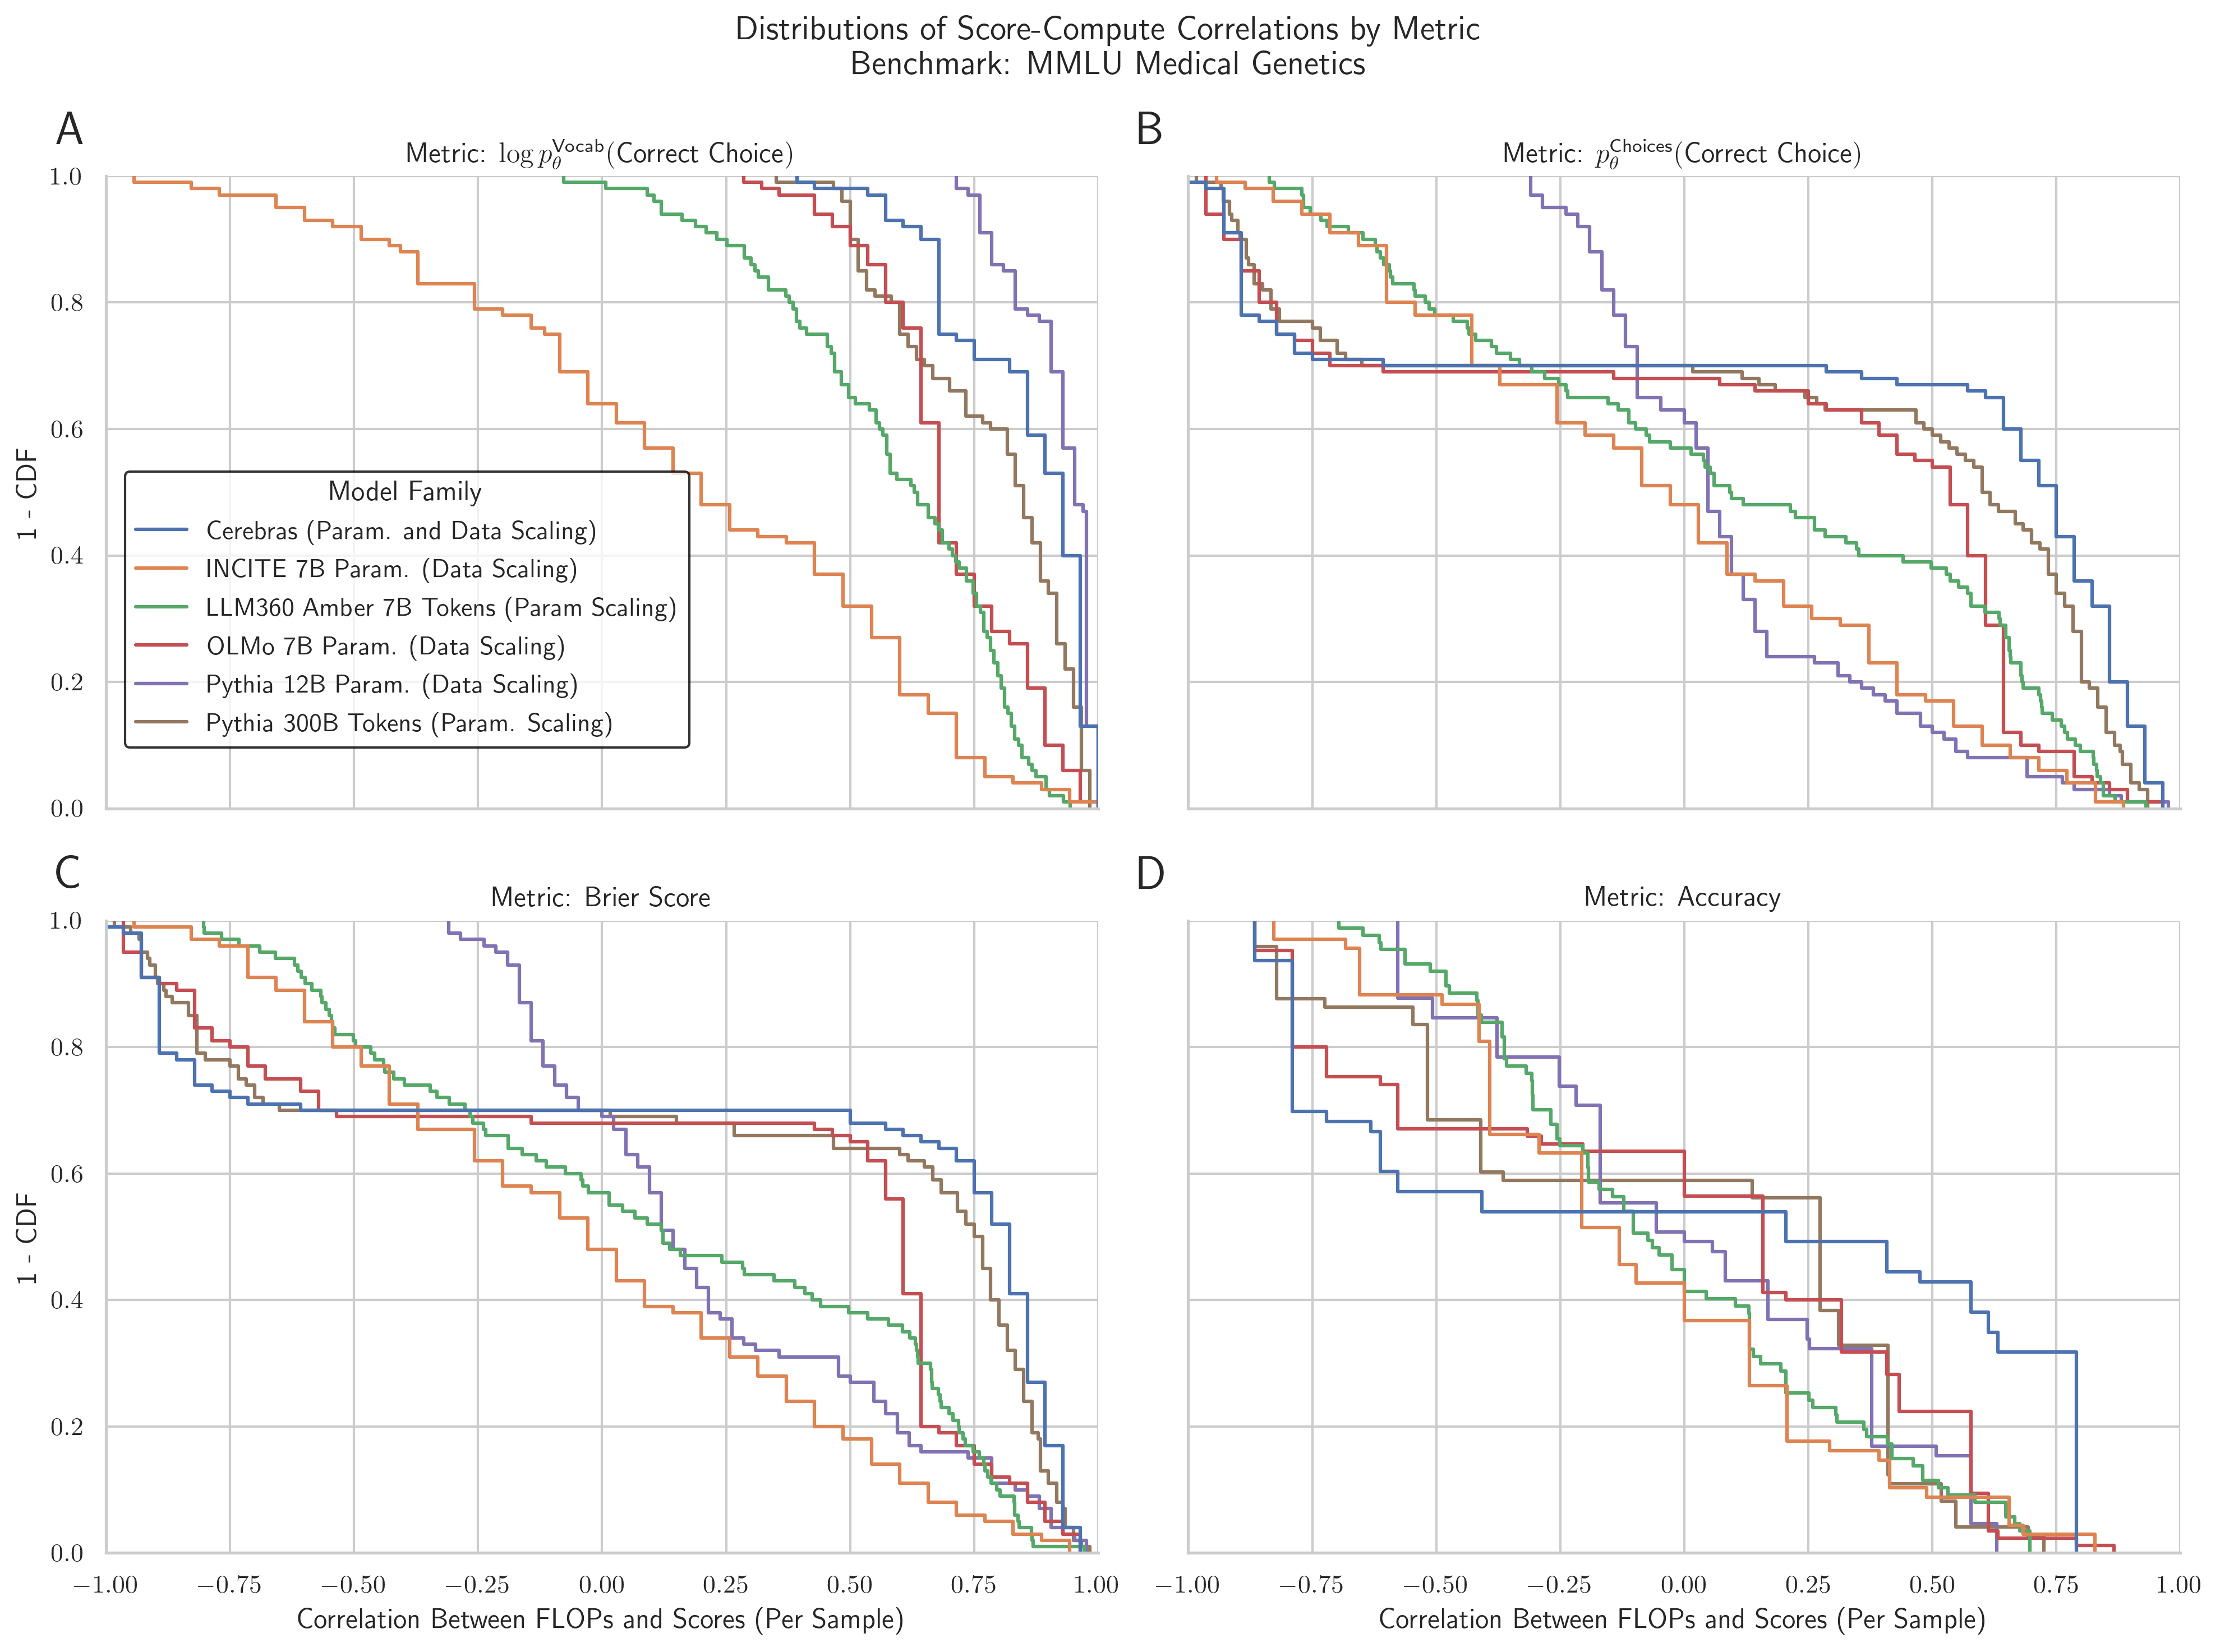 Distributions of Score-Compute Correlations by Metric
Benchmark: MMLU Medical Genetics
A
Metric: log p_θ^Vocab(Correct Choice)
1 - CDF
1.0
0.8
0.6
0.4
0.2
0.0
Model Family
Cerebras (Param. and Data Scaling)
INCITE 7B Param. (Data Scaling)
LLM360 Amber 7B Tokens (Param Scaling)
OLMo 7B Param. (Data Scaling)
Pythia 12B Param. (Data Scaling)
Pythia 300B Tokens (Param. Scaling)
B
Metric: p_θ^Choices(Correct Choice)
C
Metric: Brier Score
1 - CDF
1.0
0.8
0.6
0.4
0.2
0.0
−1.00 −0.75 −0.50 −0.25 0.00 0.25 0.50 0.75 1.00
Correlation Between FLOPs and Scores (Per Sample)
D
Metric: Accuracy
−1.00 −0.75 −0.50 −0.25 0.00 0.25 0.50 0.75 1.00
Correlation Between FLOPs and Scores (Per Sample)